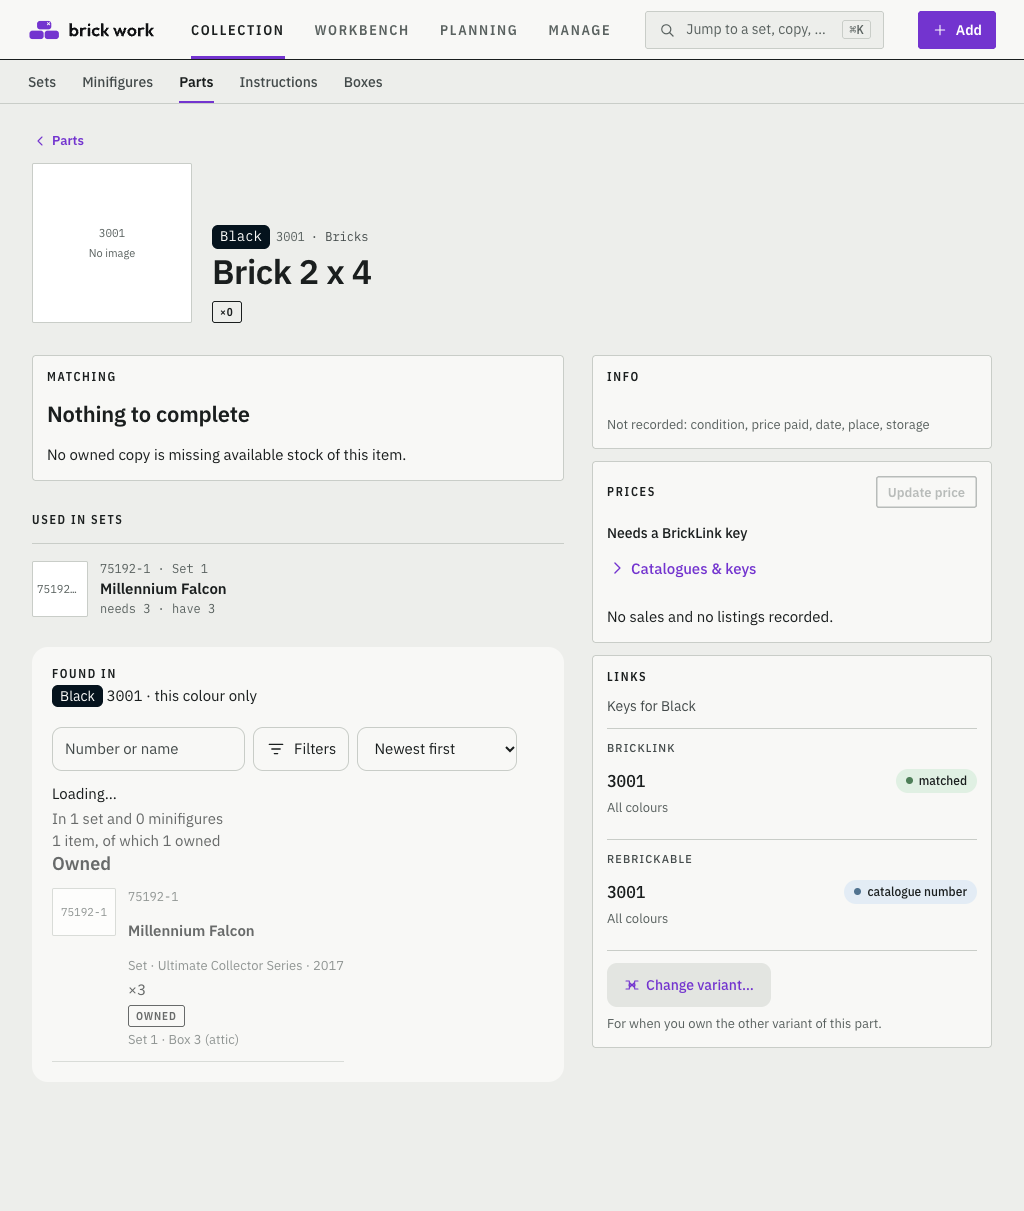 brick work
COLLECTION
WORKBENCH
PLANNING
MANAGE
Jump to a set, copy, ...
⌘K
Add
Sets
Minifigures
Parts
Instructions
Boxes
Parts
3001
No image
Black 3001 · Bricks
Brick 2 x 4
×0
MATCHING
Nothing to complete
No owned copy is missing available stock of this item.
USED IN SETS
75192…
75192-1 · Set 1
Millennium Falcon
needs 3 · have 3
FOUND IN
Black 3001 · this colour only
Number or name
Filters
Newest first
Loading…
In 1 set and 0 minifigures
1 item, of which 1 owned
Owned
75192-1
75192-1
Millennium Falcon
Set · Ultimate Collector Series · 2017
×3
OWNED
Set 1 · Box 3 (attic)
INFO
Not recorded: condition, price paid, date, place, storage
PRICES
Update price
Needs a BrickLink key
Catalogues & keys
No sales and no listings recorded.
LINKS
Keys for Black
BRICKLINK
3001
matched
All colours
REBRICKABLE
3001
catalogue number
All colours
Change variant…
For when you own the other variant of this part.